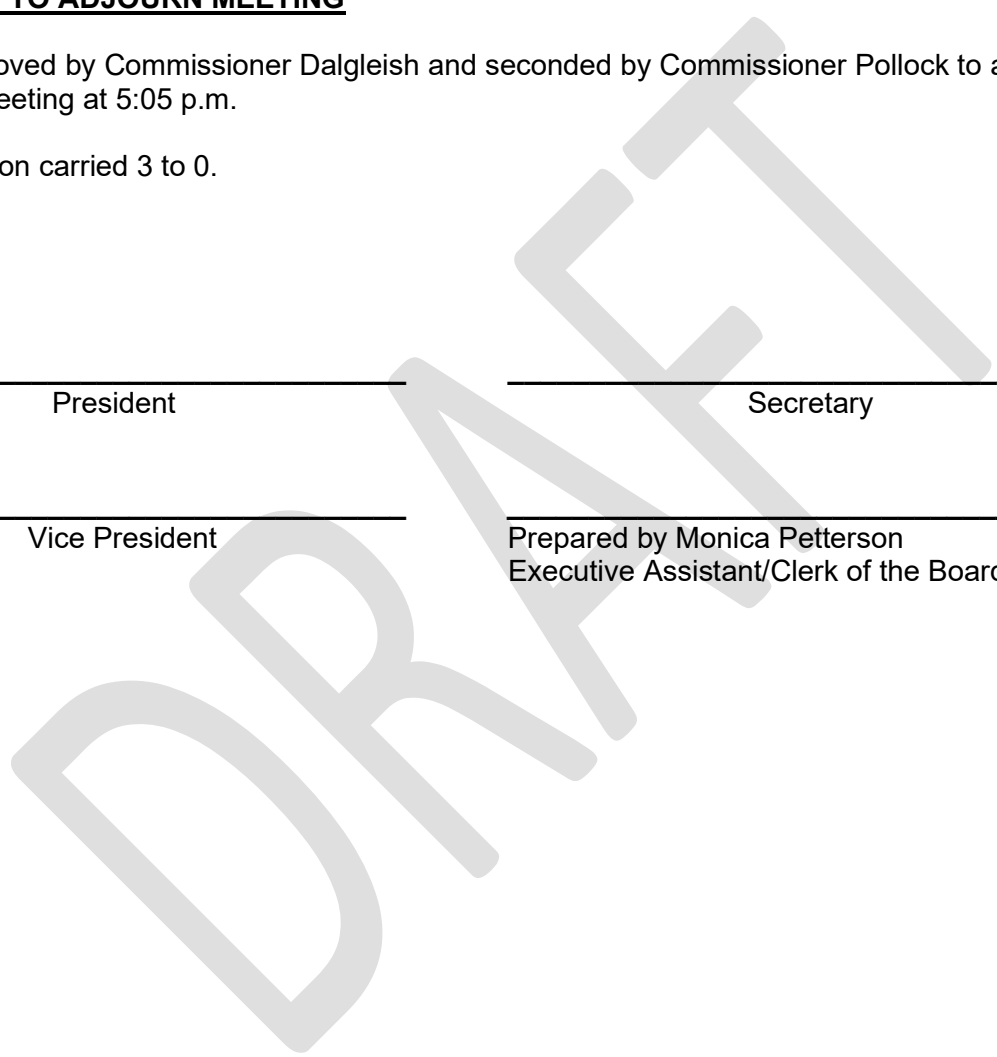 TO ADJOURN MEETING
oved by Commissioner Dalgleish and seconded by Commissioner Pollock to a
eeting at 5:05 p.m.
on carried 3 to 0.
President
Secretary
Vice President
Prepared by Monica Petterson
Executive Assistant/Clerk of the Board
DRAFT